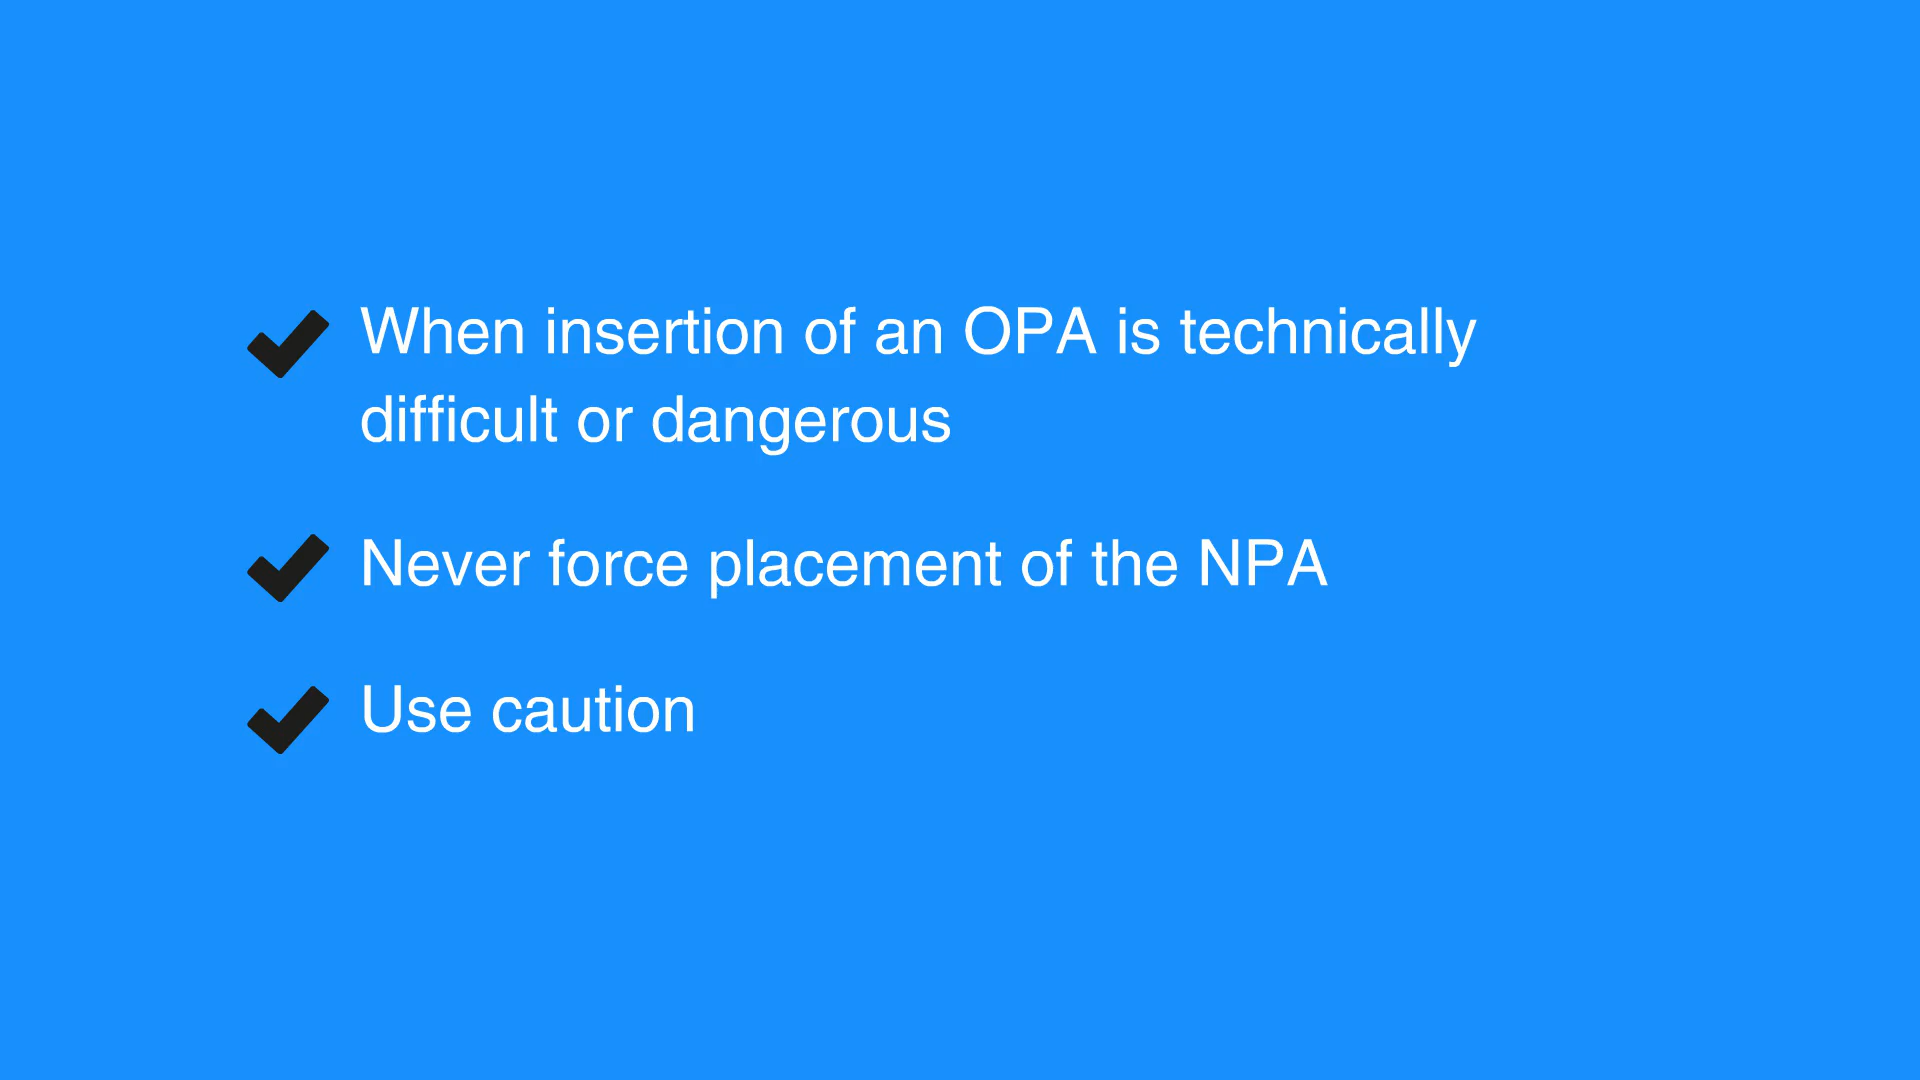 When insertion of an OPA is technically
difficult or dangerous
Never force placement of the NPA
Use caution